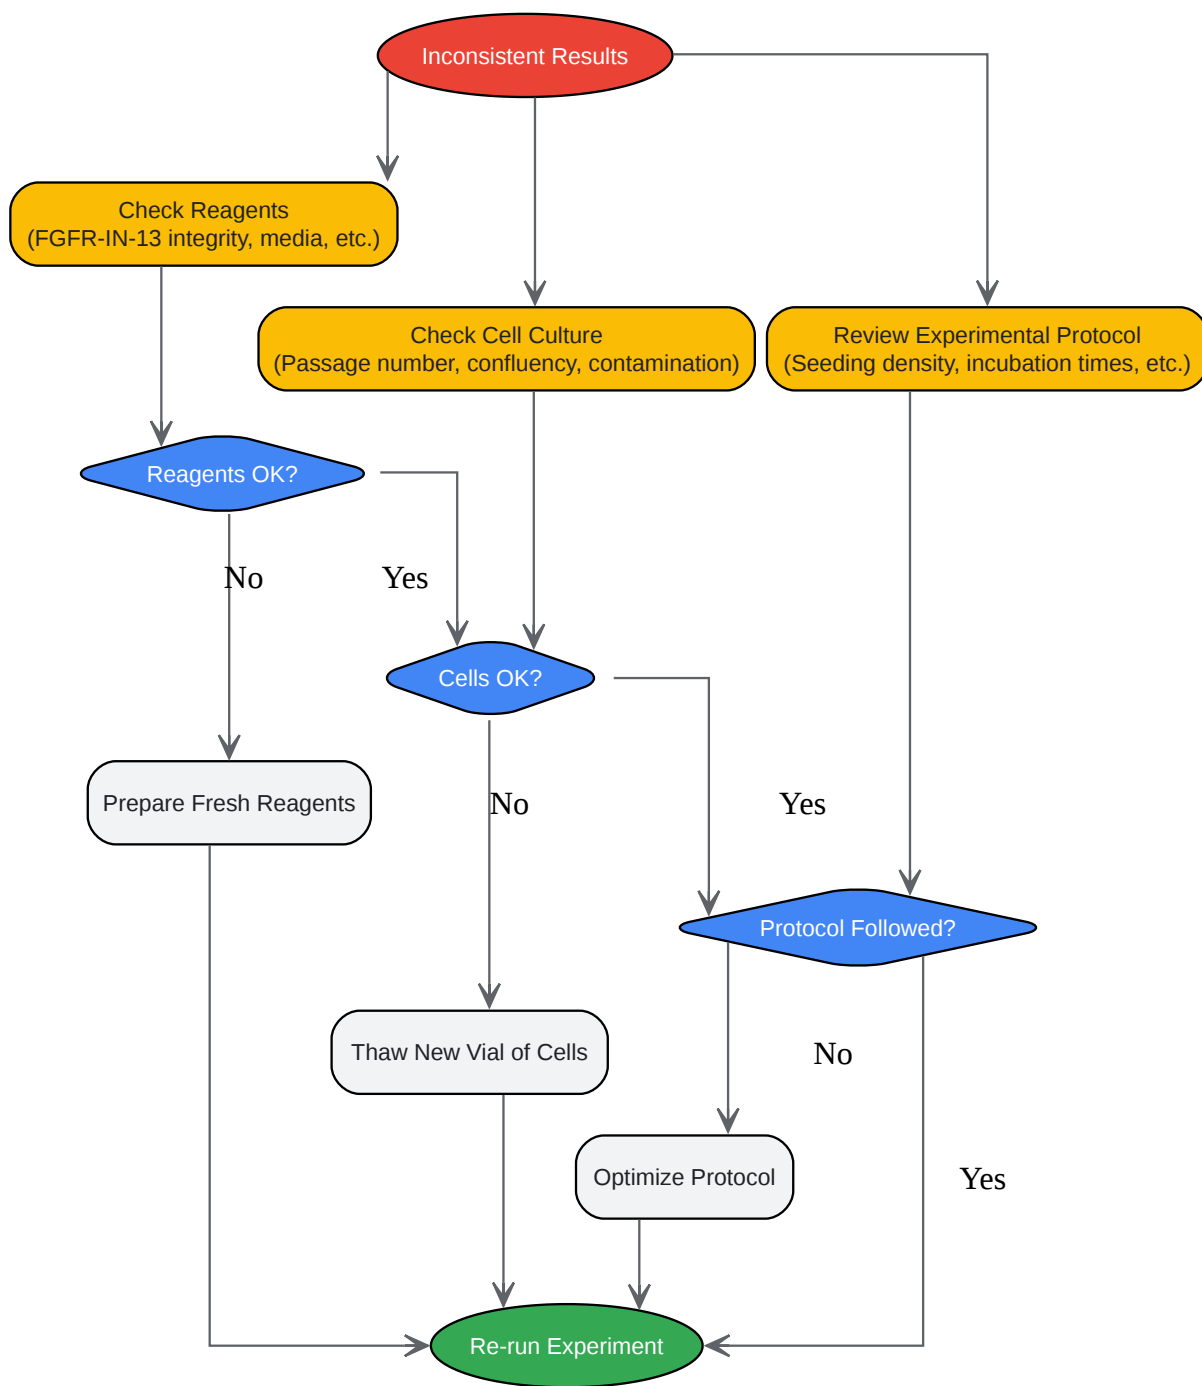 Inconsistent Results
Check Reagents
(FGFR-IN-13 integrity, media, etc.)
Check Cell Culture
(Passage number, confluency, contamination)
Review Experimental Protocol
(Seeding density, incubation times, etc.)
Reagents OK?
No
Yes
Cells OK?
Prepare Fresh Reagents
No
Yes
Protocol Followed?
Thaw New Vial of Cells
No
Optimize Protocol
Yes
Re-run Experiment